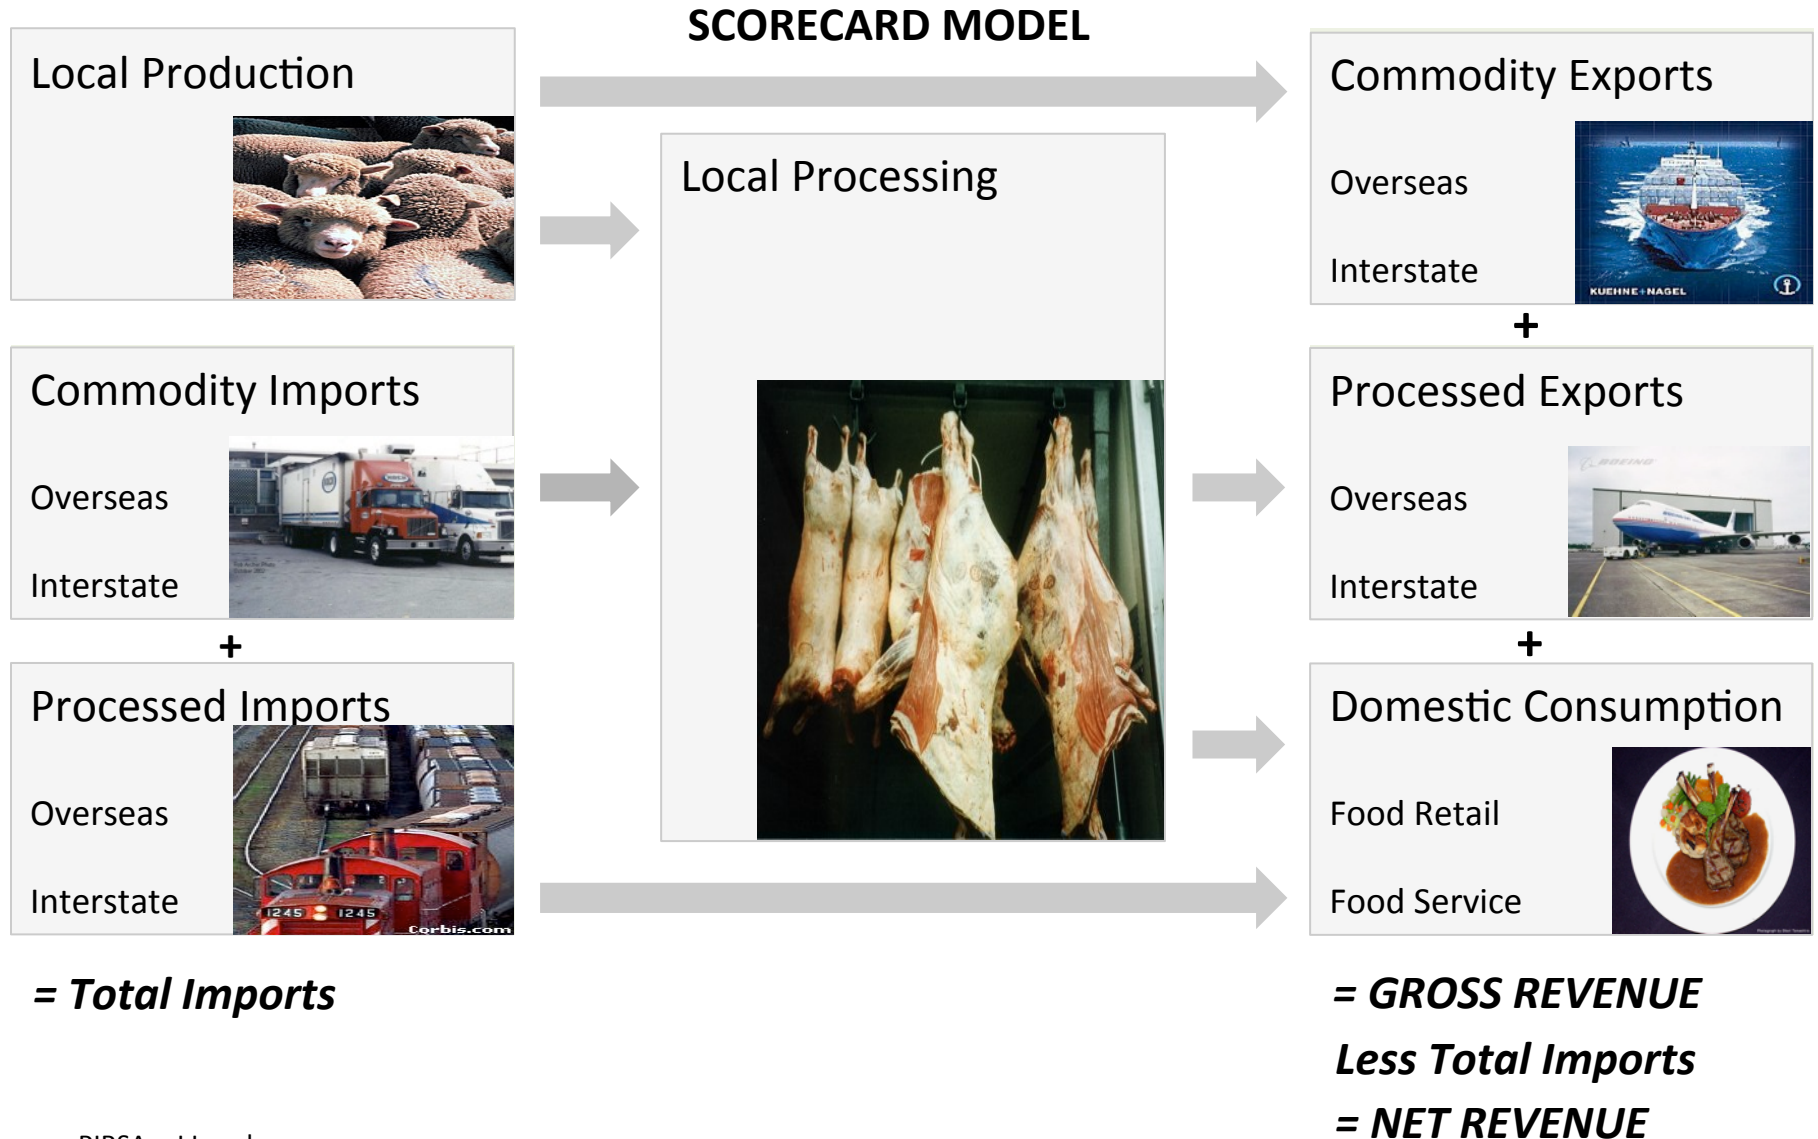 SCORECARD MODEL
Local Production
Commodity Imports
Overseas
Interstate
+
Processed Imports
Overseas
Interstate
1245 1245
Corbis.com
= Total Imports
Local Processing
Commodity Exports
Overseas
Interstate
KUEHNE+NAGEL
+
Processed Exports
BOEING
Overseas
Interstate
+
Domestic Consumption
Food Retail
Food Service
= GROSS REVENUE
Less Total Imports
= NET REVENUE